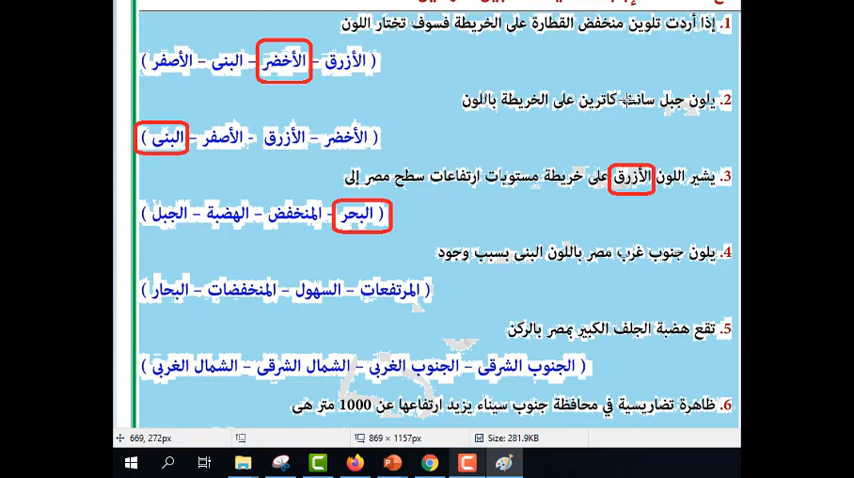 1. إذا أردت تلوين منخفض القطارة على الخريطة فسوف تختار اللون
( الأزرق – الأخضر – البنى – الأصفر )
2. يلون جبل سانت كاترين على الخريطة باللون
( الأخضر – الأزرق – الأصفر – البنى )
3. يشير اللون الأزرق على خريطة مستويات ارتفاعات سطح مصر إلى
( البحر – المنخفض – الهضبة – الجبل )
4. يلون جنوب غرب مصر باللون البنى بسبب وجود
( المرتفعات – السهول – المنخفضات – البحار )
5. تقع هضبة الجلف الكبير بمصر بالركن
( الجنوب الشرقى – الجنوب الغربي – الشمال الشرقى – الشمال الغربي )
6. ظاهرة تضاريسية في محافظة جنوب سيناء يزيد ارتفاعها عن 1000 متر هى
669, 272px 869 × 1157px Size: 281.9KB